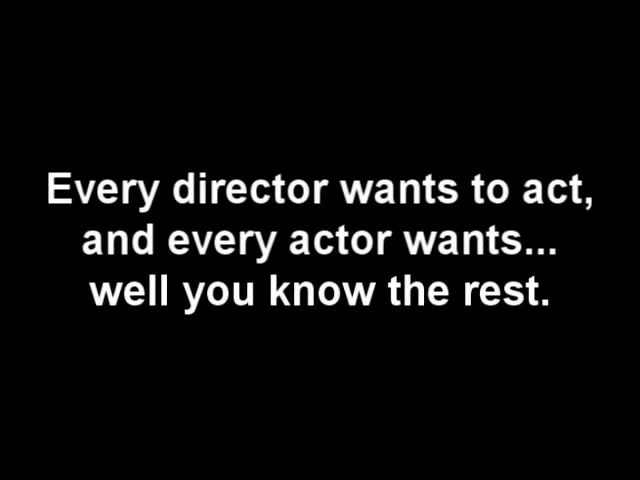 Every director wants to act,
and every actor wants...
well you know the rest.